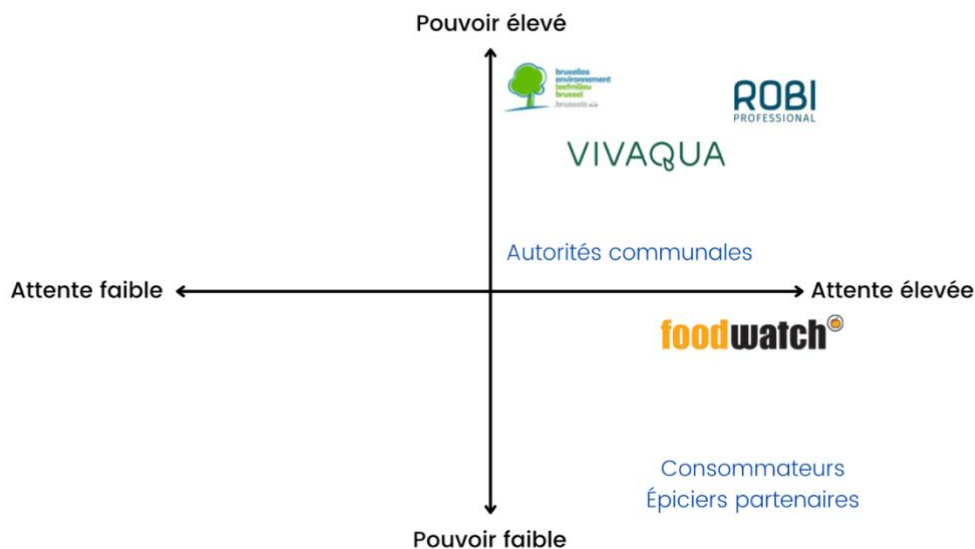 Pouvoir élevé
bruxelles
environnement
leefmilieu
brussel
brussels
ROBI
PROFESSIONAL
VIVAQUA
Autorités communales
Attente faible
Attente élevée
foodwatch
Consommateurs
Épiciers partenaires
Pouvoir faible